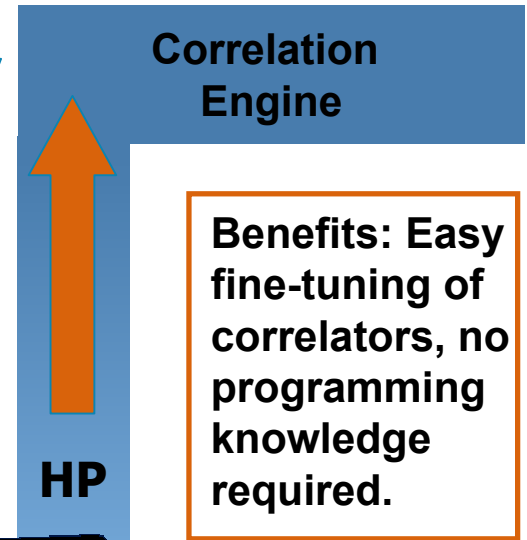 Correlation
Engine
Benefits: Easy
fine-tuning of
correlators, no
programming
knowledge
required.
HP